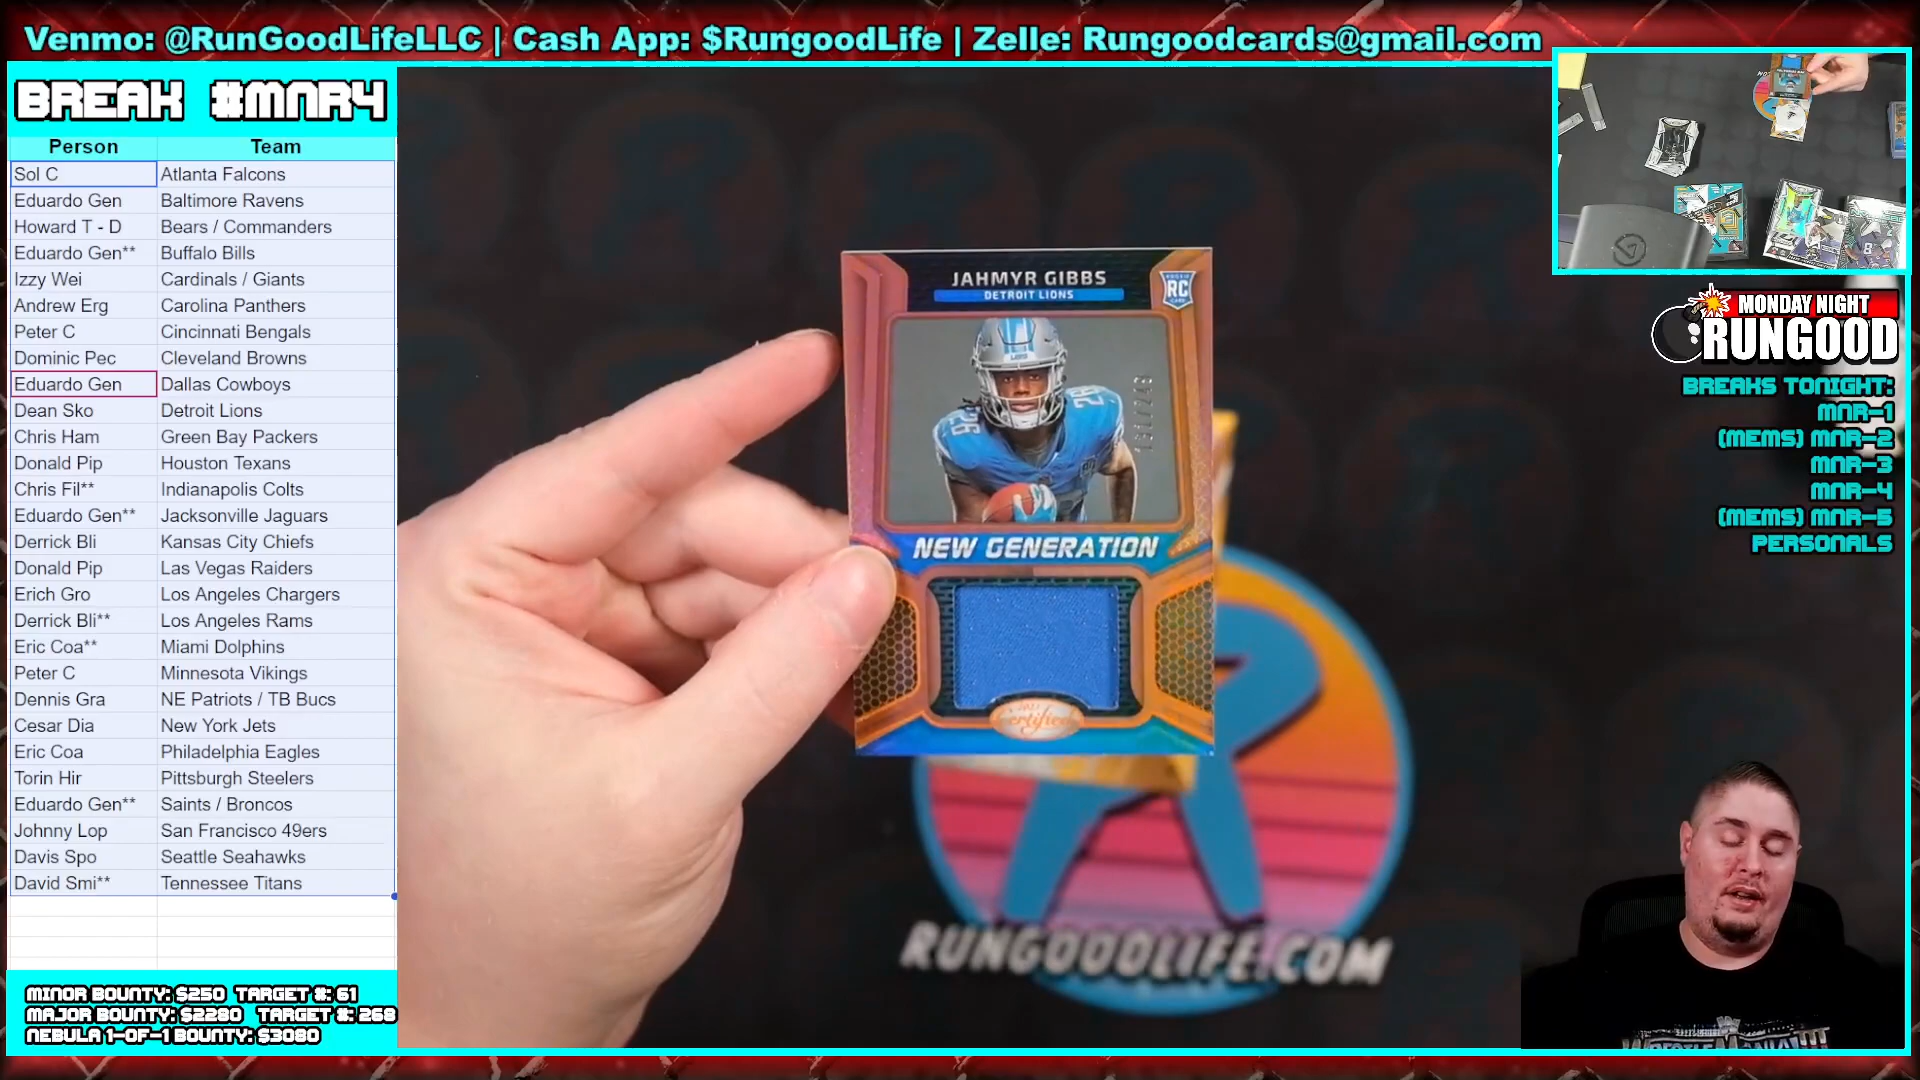 Venmo: @RunGoodLifeLLC | Cash App: $RungoodLife | Zelle: Rungoodcards@gmail.com
BREAK #MNR4
Person Team
Sol C Atlanta Falcons
Eduardo Gen Baltimore Ravens
Howard T - D Bears / Commanders
Eduardo Gen** Buffalo Bills
Izzy Wei Cardinals / Giants
Andrew Erg Carolina Panthers
Peter C Cincinnati Bengals
Dominic Pec Cleveland Browns
Eduardo Gen Dallas Cowboys
Dean Sko Detroit Lions
Chris Ham Green Bay Packers
Donald Pip Houston Texans
Chris Fil** Indianapolis Colts
Eduardo Gen** Jacksonville Jaguars
Derrick Bli Kansas City Chiefs
Donald Pip Las Vegas Raiders
Erich Gro Los Angeles Chargers
Derrick Bli** Los Angeles Rams
Eric Coa** Miami Dolphins
Peter C Minnesota Vikings
Dennis Gra NE Patriots / TB Bucs
Cesar Dia New York Jets
Eric Coa Philadelphia Eagles
Torin Hir Pittsburgh Steelers
Eduardo Gen** Saints / Broncos
Johnny Lop San Francisco 49ers
Davis Spo Seattle Seahawks
David Smi** Tennessee Titans
MINOR BOUNTY: $250 TARGET #: 61
MAJOR BOUNTY: $2280 TARGET #: 268
NEBULA 1-OF-1 BOUNTY: $3080
JAHMYR GIBBS
DETROIT LIONS
RC
LIONS
26
28
NEW GENERATION
Certified
R
RUNGOODLIFE.COM
MONDAY NIGHT
RUNGOOD
BREAKS TONIGHT:
MNR-1
(MEMS) MNR-2
MNR-3
MNR-4
(MEMS) MNR-5
PERSONALS